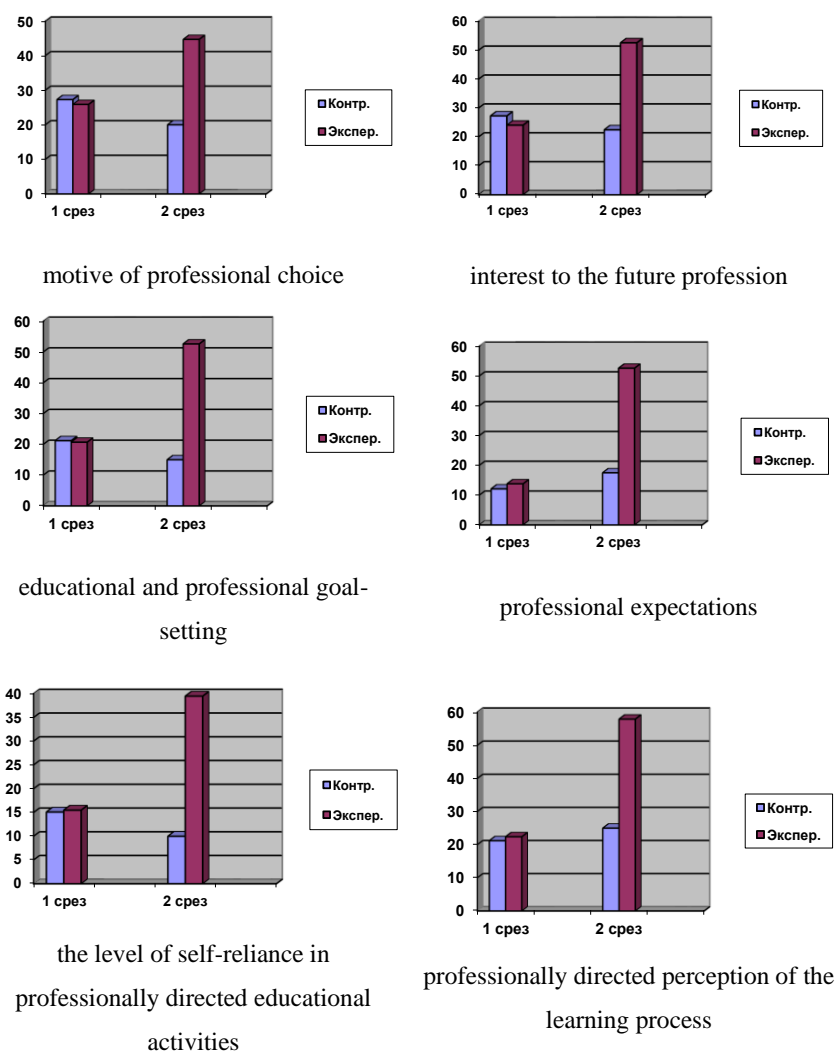 50
40
30
20
10
0
1 срез 2 срез
Контр.
Экспер.
motive of professional choice
60
50
40
30
20
10
0
1 срез 2 срез
Контр.
Экспер.
interest to the future profession
60
50
40
30
20
10
0
1 срез 2 срез
Контр.
Экспер.
educational and professional goal-
setting
60
50
40
30
20
10
0
1 срез 2 срез
Контр.
Экспер.
professional expectations
40
35
30
25
20
15
10
5
0
1 срез 2 срез
Контр.
Экспер.
the level of self-reliance in
professionally directed educational
activities
60
50
40
30
20
10
0
1 срез 2 срез
Контр.
Экспер.
professionally directed perception of the
learning process